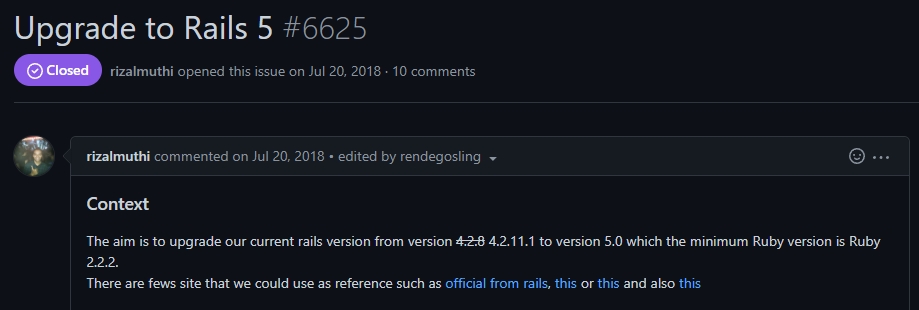 Upgrade to Rails 5 #6625
Closed rizalmuthi opened this issue on Jul 20, 2018 · 10 comments
rizalmuthi commented on Jul 20, 2018 • edited by rendegosling
Context
The aim is to upgrade our current rails version from version 4.2.8 4.2.11.1 to version 5.0 which the minimum Ruby version is Ruby
2.2.2.
There are fews site that we could use as reference such as official from rails, this or this and also this